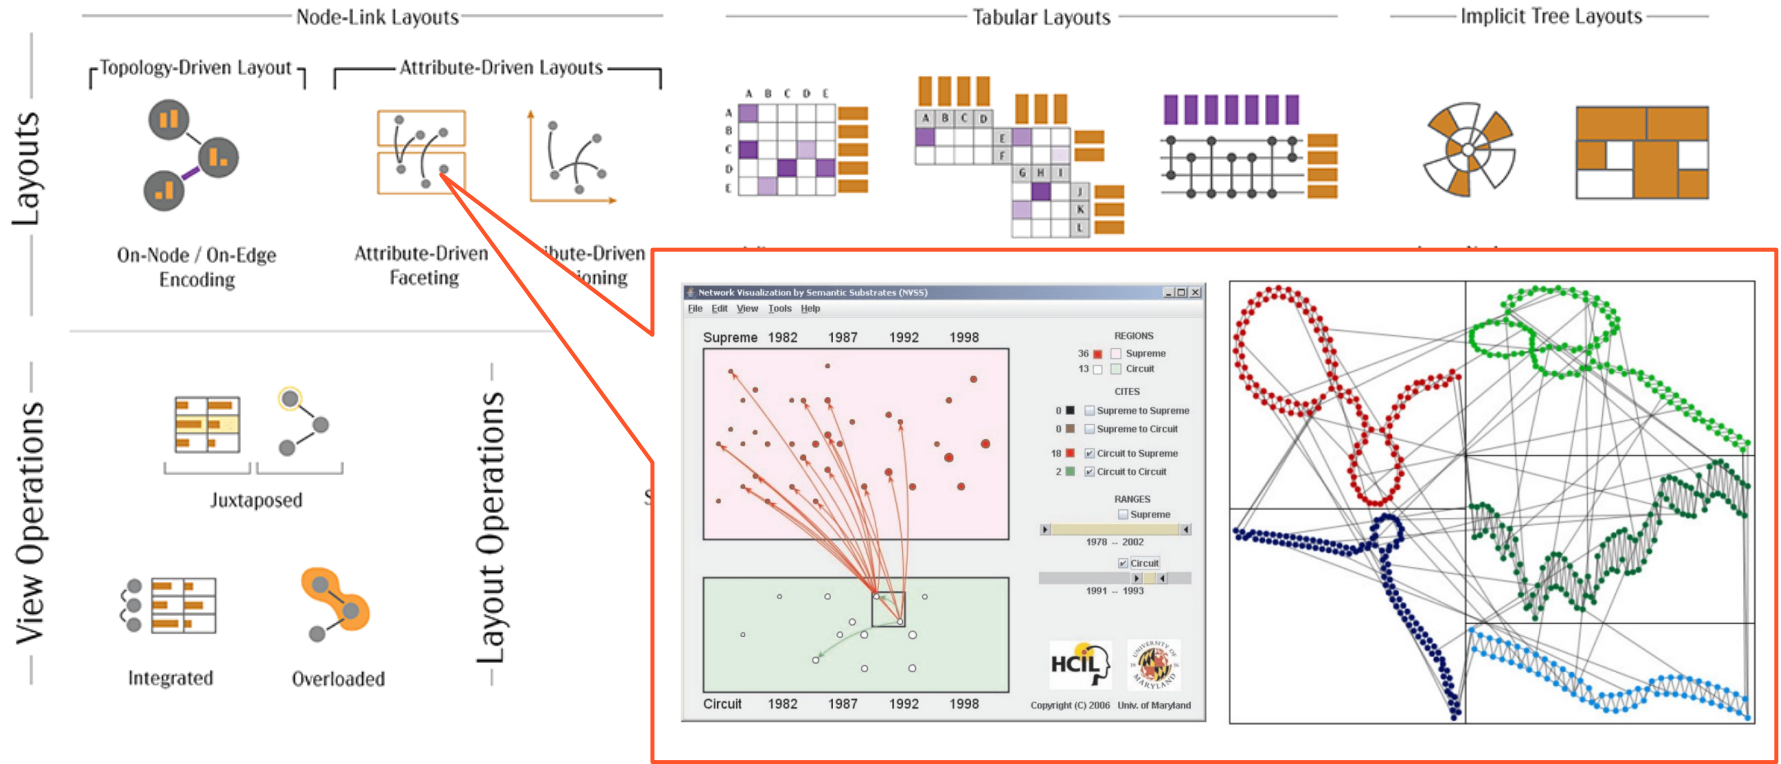 Node-Link Layouts
Tabular Layouts
Implicit Tree Layouts
Layouts
Topology-Driven Layout
Attribute-Driven Layouts
A B C D E
A
B
C
D
E
A B C D
E
F
G H I
J
K
L
On-Node / On-Edge
Encoding
Attribute-Driven
Faceting
ibute-Driven
ioning
View Operations
Juxtaposed
Integrated
Overloaded
Layout Operations
S
Network Visualization by Semantic Substrates (NVSS)
File Edit View Tools Help
Supreme 1982 1987 1992 1998
REGIONS
36 Supreme
13 Circuit
CITES
0 Supreme to Supreme
0 Supreme to Circuit
18 Circuit to Supreme
2 Circuit to Circuit
RANGES
Supreme
1978 -- 2002
Circuit
1991 -- 1993
HCIL
UNIVERSITY OF
MARYLAND
Circuit 1982 1987 1992 1998
Copyright (C) 2006 Univ. of Maryland